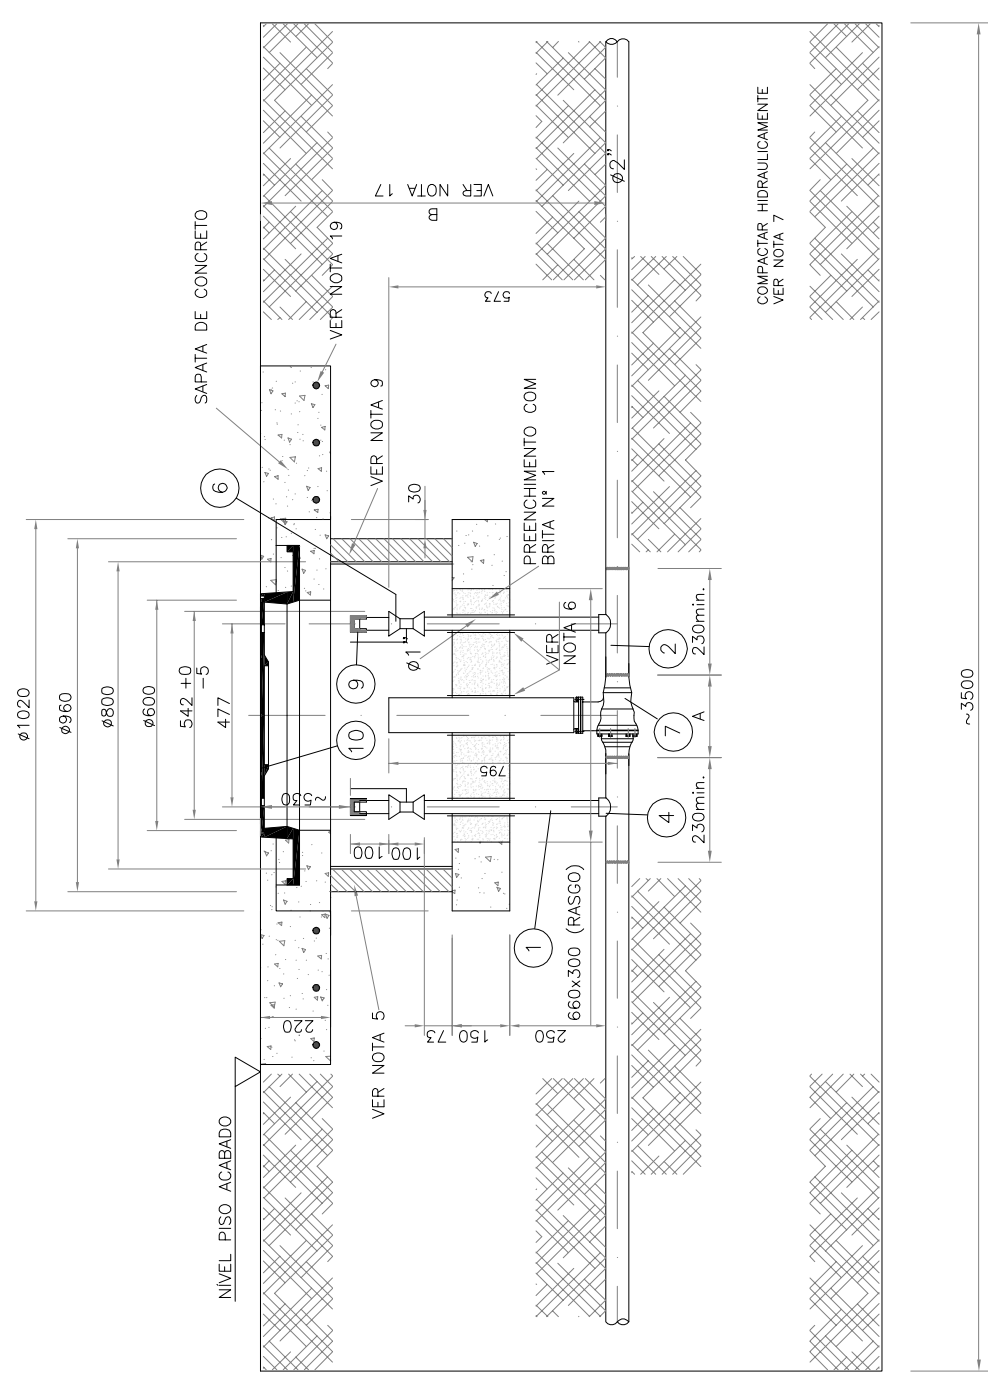 ø1020
ø960
ø800
ø600
542 +0
-5
477
~530
220
NÍVEL PISO ACABADO
SAPATA DE CONCRETO
VER NOTA 19
VER NOTA 9
VER NOTA 5
6
9
10
30
ø1"
100
100
73
150
250
795
573
B
VER NOTA 17
PREENCHIMENTO COM
BRITA Nº 1
VER
NOTA 6
660x300 (RASGO)
1
2
4
7
230min.
A
230min.
ø2"
COMPACTAR HIDRAULICAMENTE
VER NOTA 7
~3500